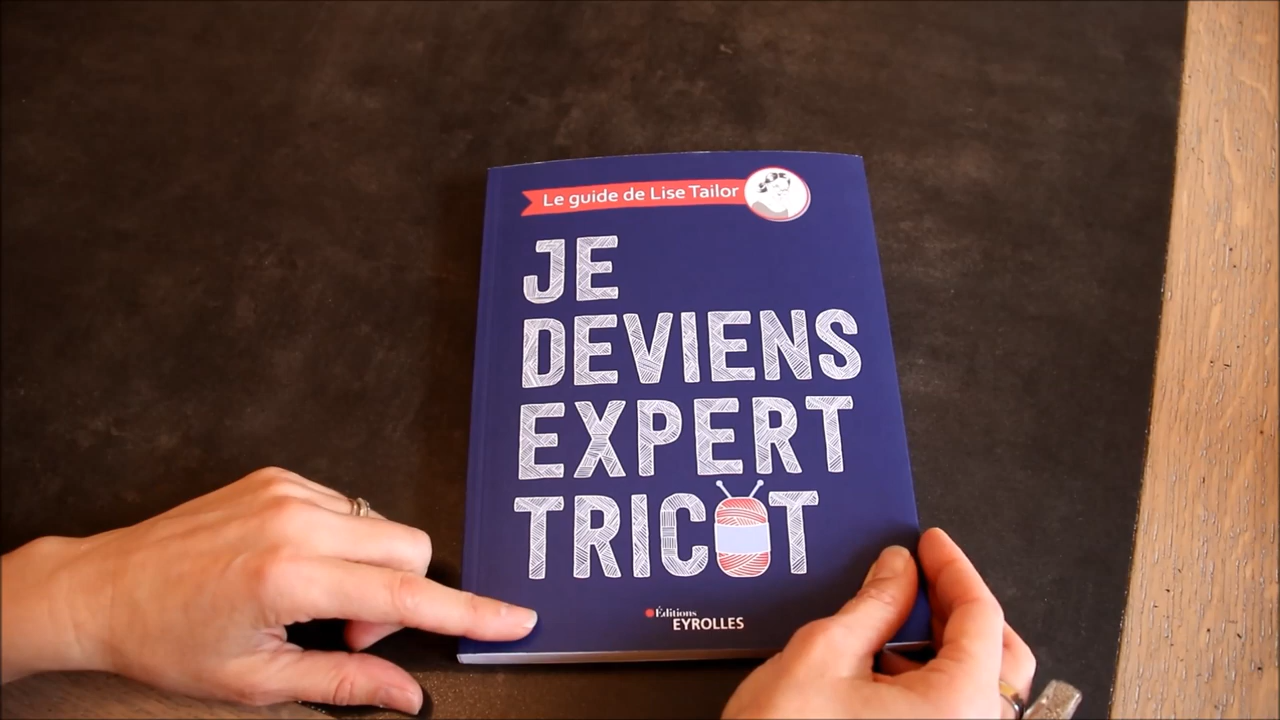 Le guide de Lise Tailor
JE
DEVIENS
EXPERT
TRICOT
Éditions
EYROLLES